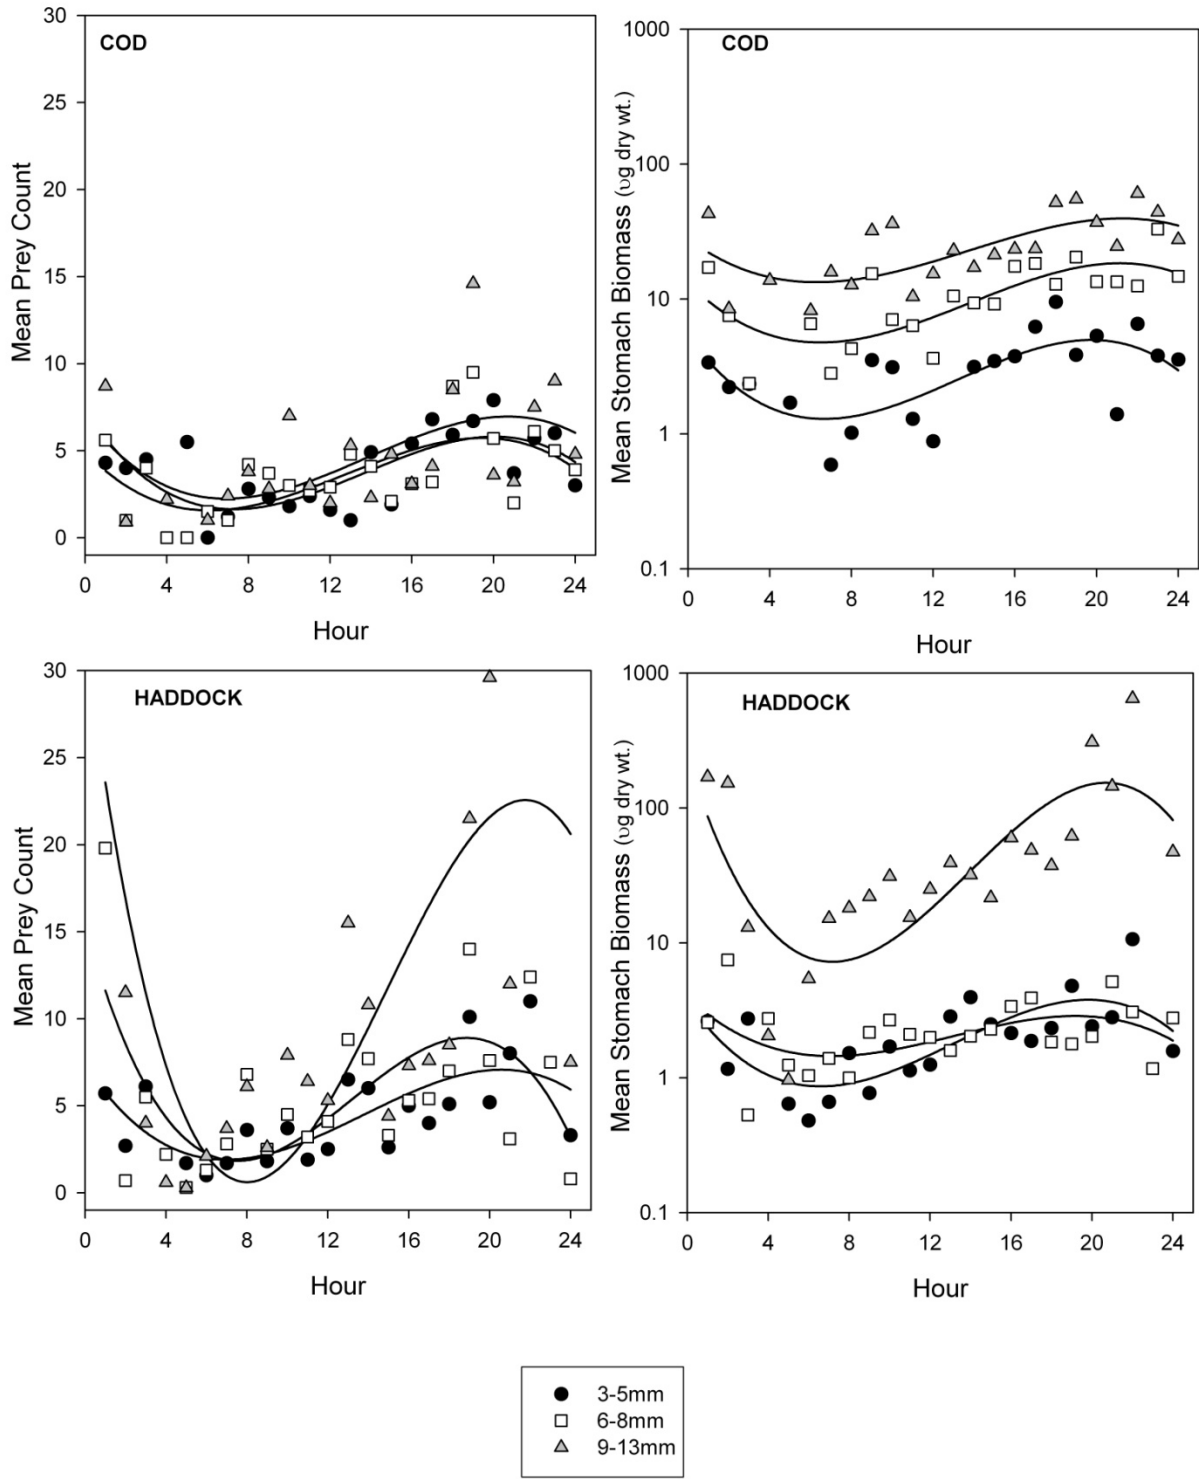 COD
Mean Prey Count
30
25
20
15
10
5
0
0 4 8 12 16 20 24
Hour
COD
Mean Stomach Biomass (υg dry wt.)
1000
100
10
1
0.1
0 4 8 12 16 20 24
Hour
HADDOCK
Mean Prey Count
30
25
20
15
10
5
0
0 4 8 12 16 20 24
Hour
HADDOCK
Mean Stomach Biomass (υg dry wt.)
1000
100
10
1
0.1
0 4 8 12 16 20 24
Hour
3-5mm
6-8mm
9-13mm